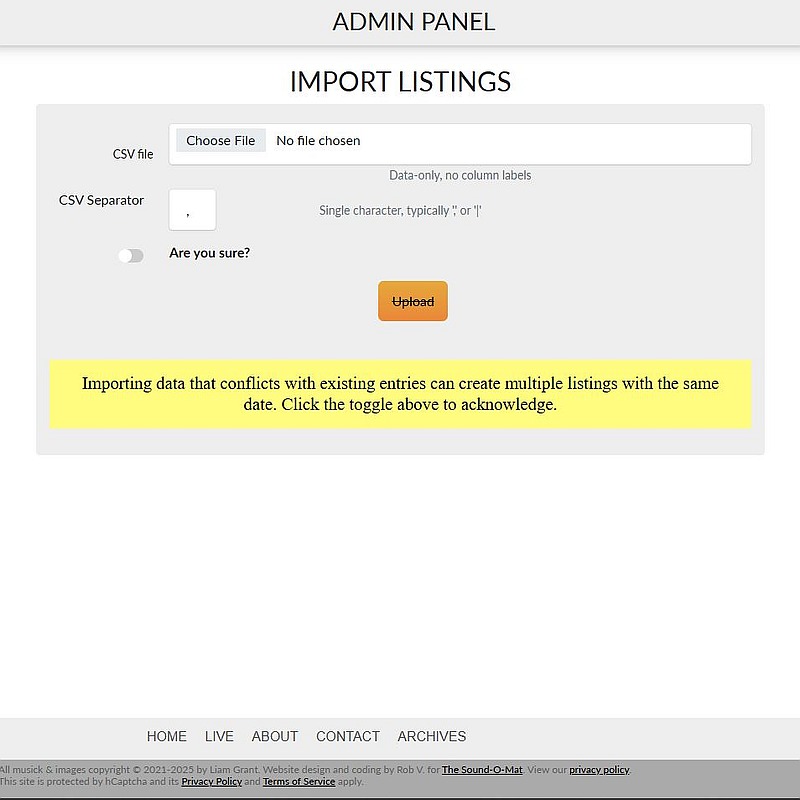 ADMIN PANEL
IMPORT LISTINGS
CSV file
Choose File No file chosen
Data-only, no column labels
CSV Separator
,
Single character, typically ',' or '|'
Are you sure?
Upload
Importing data that conflicts with existing entries can create multiple listings with the same
date. Click the toggle above to acknowledge.
HOME LIVE ABOUT CONTACT ARCHIVES
All musick & images copyright © 2021-2025 by Liam Grant. Website design and coding by Rob V. for The Sound-O-Mat. View our privacy policy.
This site is protected by hCaptcha and its Privacy Policy and Terms of Service apply.